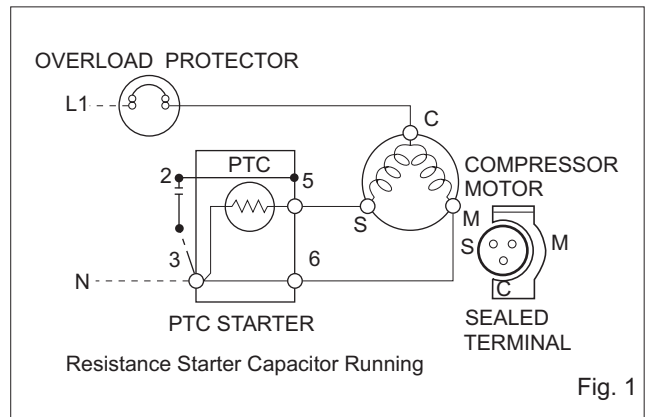 OVERLOAD PROTECTOR
L1
C
PTC
2
5
COMPRESSOR
MOTOR
S
M
S
M
3
6
N
C
PTC STARTER
SEALED
TERMINAL
Resistance Starter Capacitor Running
Fig. 1